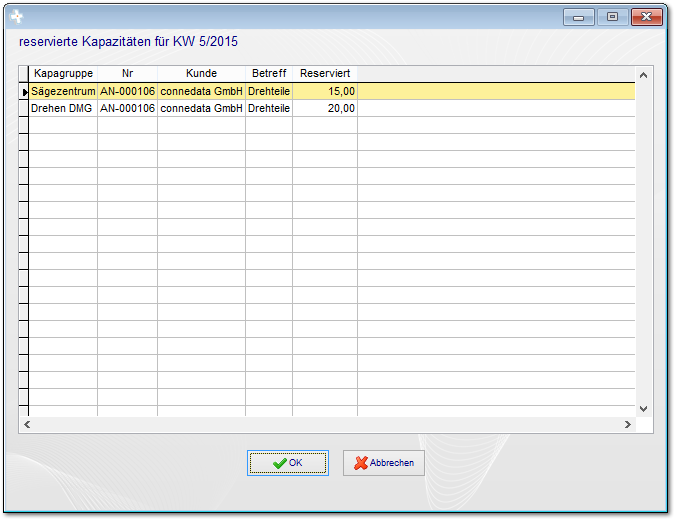 reservierte Kapazitäten für KW 5/2015
Kapagruppe Nr Kunde Betreff Reserviert
Sägezentrum AN-000106 connedata GmbH Drehteile 15,00
Drehen DMG AN-000106 connedata GmbH Drehteile 20,00
OK Abbrechen